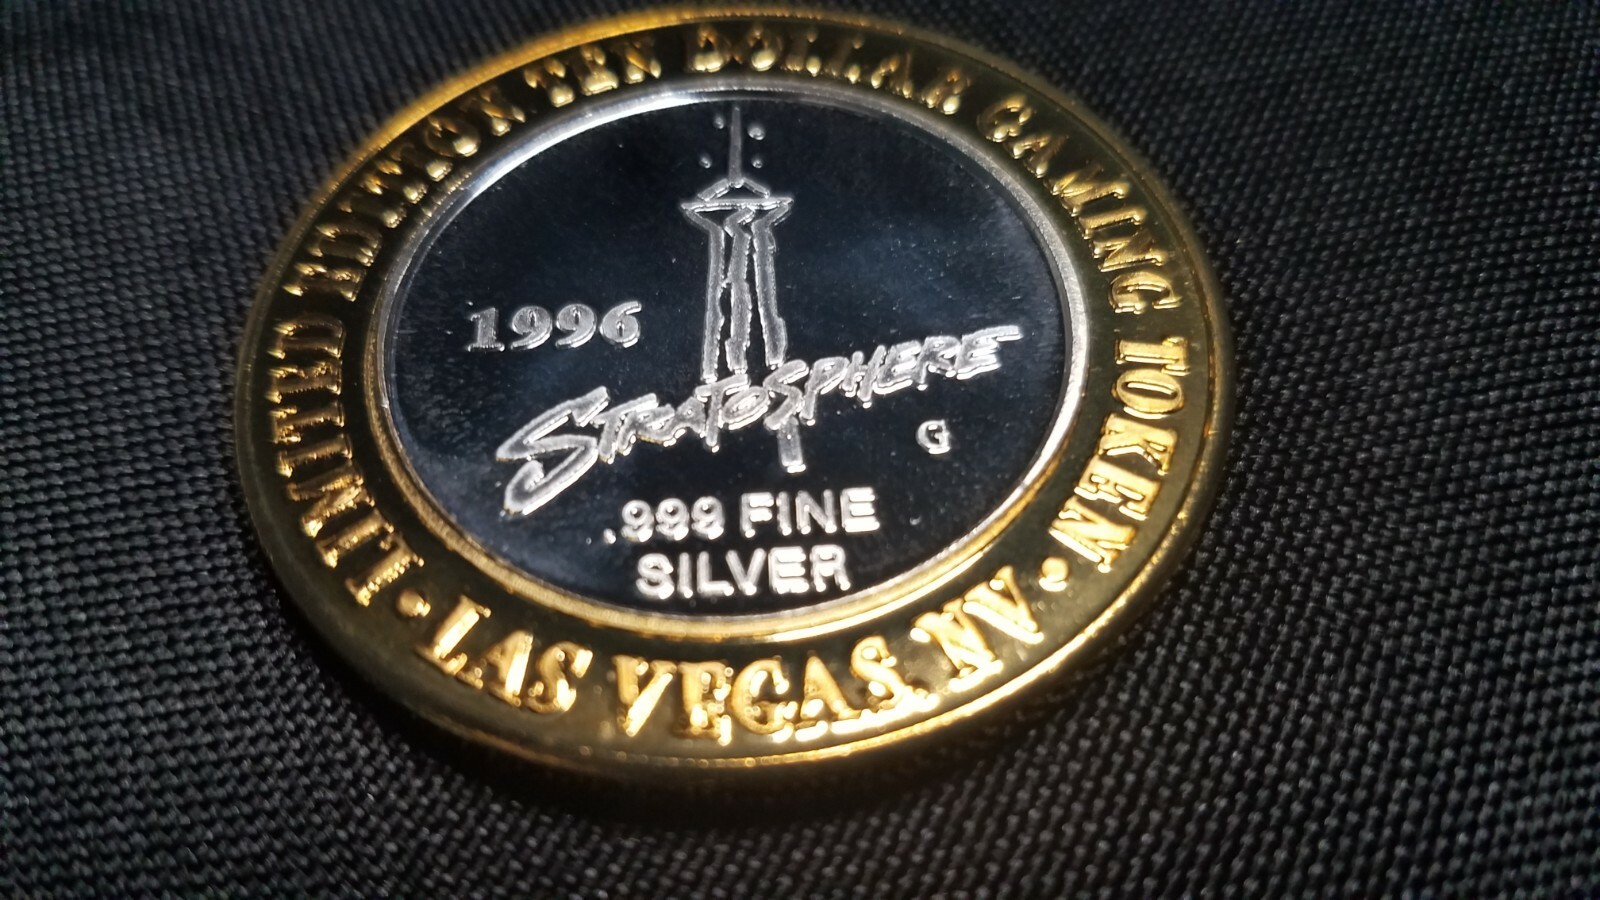 LIMITED EDITION TEN DOLLAR GAMING TOKEN
1996
STRATOSPHERE
G
.999 FINE
SILVER
• LAS VEGAS, NV •